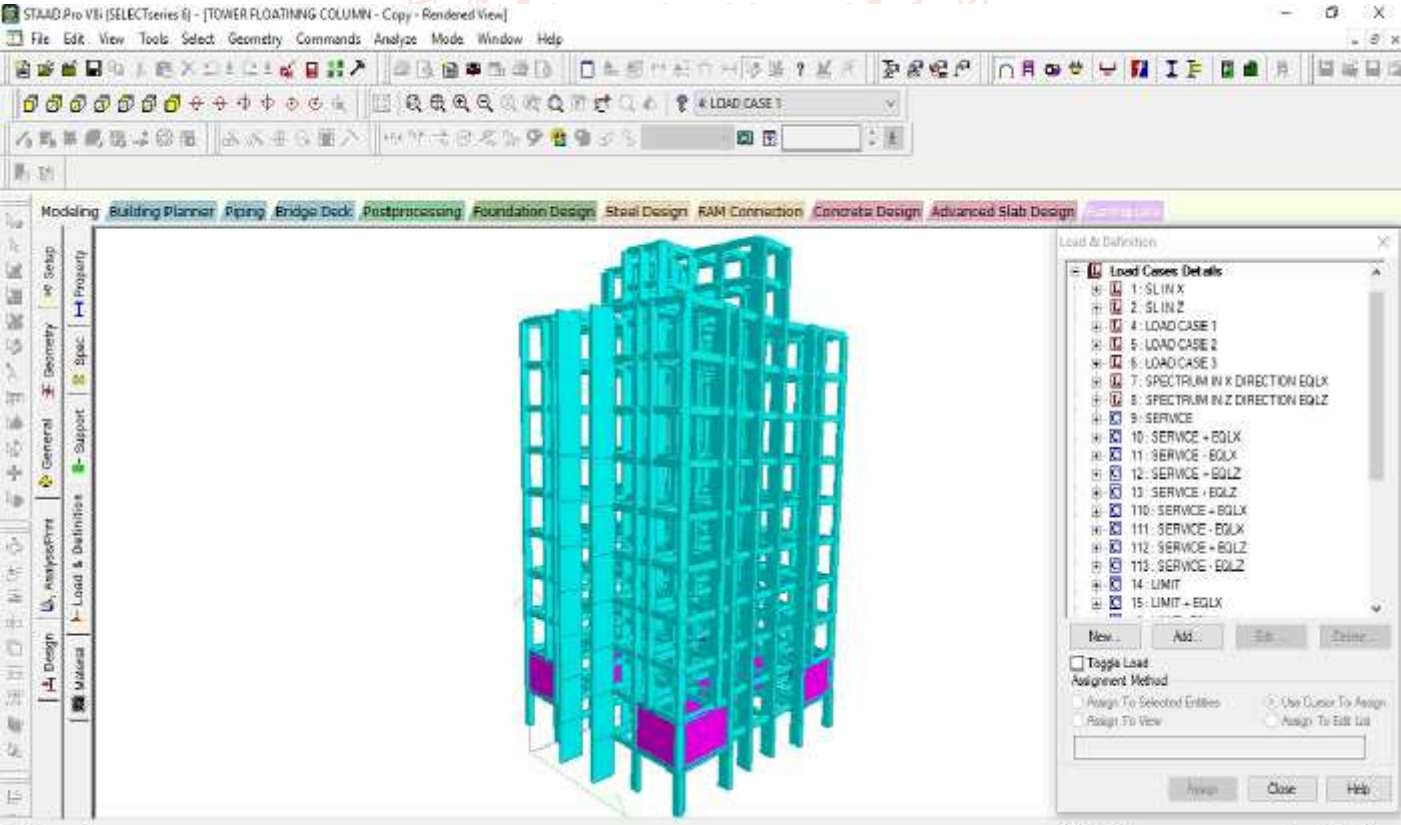 STAAD.Pro V8i (SELECTseries 6) - [TOWER FLOATINNG COLUMN - Copy - Rendered View]
File Edit View Tools Select Geometry Commands Analyze Mode Window Help
4: LOAD CASE 1
Modeling Building Planner Piping Bridge Deck Postprocessing Foundation Design Steel Design RAM Connection Concrete Design Advanced Slab Design
Setup
Geometry
General
Analysis/Print
Design
Property
Spec
Support
Load & Definition
Material
Load & Definition
Load Cases Details
1 : SL IN X
2 : SL IN Z
4 : LOAD CASE 1
5 : LOAD CASE 2
6 : LOAD CASE 3
7 : SPECTRUM IN X DIRECTION EQLX
8 : SPECTRUM IN Z DIRECTION EQLZ
9 : SERVICE
10 : SERVICE + EQLX
11 : SERVICE - EQLX
12 : SERVICE + EQLZ
13 : SERVICE - EQLZ
110 : SERVICE + EQLX
111 : SERVICE - EQLX
112 : SERVICE + EQLZ
113 : SERVICE - EQLZ
14 : LIMIT
15 : LIMIT + EQLX
New... Add... Edit... Delete...
Toggle Load
Assignment Method
Assign To Selected Entities Use Cursor To Assign
Assign To View Assign To Edit List
Assign Close Help